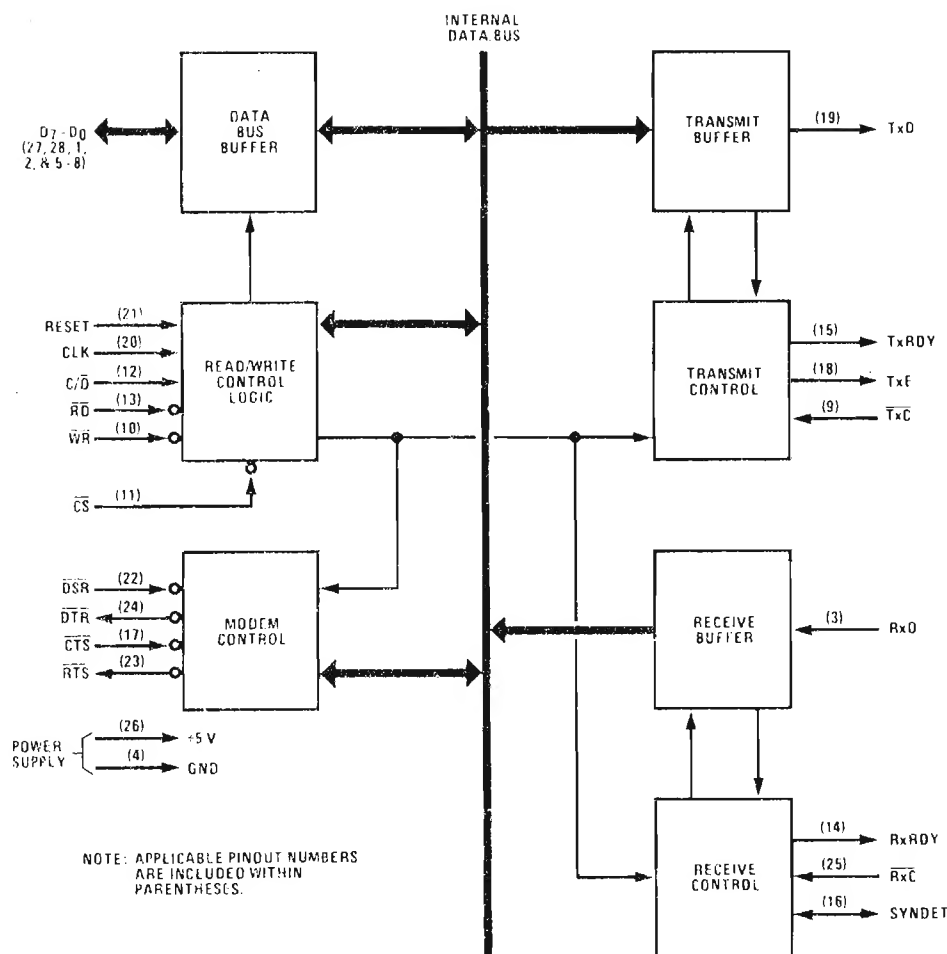 INTERNAL
DATA BUS
DATA
BUS
BUFFER
D7 - D0
(27, 28, 1,
2, & 5 - 8)
TRANSMIT
BUFFER
(19)
TxD
RESET
(21)
CLK
(20)
C/D̅
(12)
R̅D̅
(13)
W̅R̅
(10)
READ/WRITE
CONTROL
LOGIC
C̅S̅
(11)
TRANSMIT
CONTROL
(15)
TxRDY
(18)
TxE
(9)
T̅x̅C̅
D̅S̅R̅
(22)
D̅T̅R̅
(24)
C̅T̅S̅
(17)
R̅T̅S̅
(23)
MODEM
CONTROL
RECEIVE
BUFFER
(3)
RxD
POWER
SUPPLY
(26)
+5 V
(4)
GND
RECEIVE
CONTROL
(14)
RxRDY
(25)
R̅x̅C̅
(16)
SYNDET
NOTE: APPLICABLE PINOUT NUMBERS
ARE INCLUDED WITHIN
PARENTHESES.